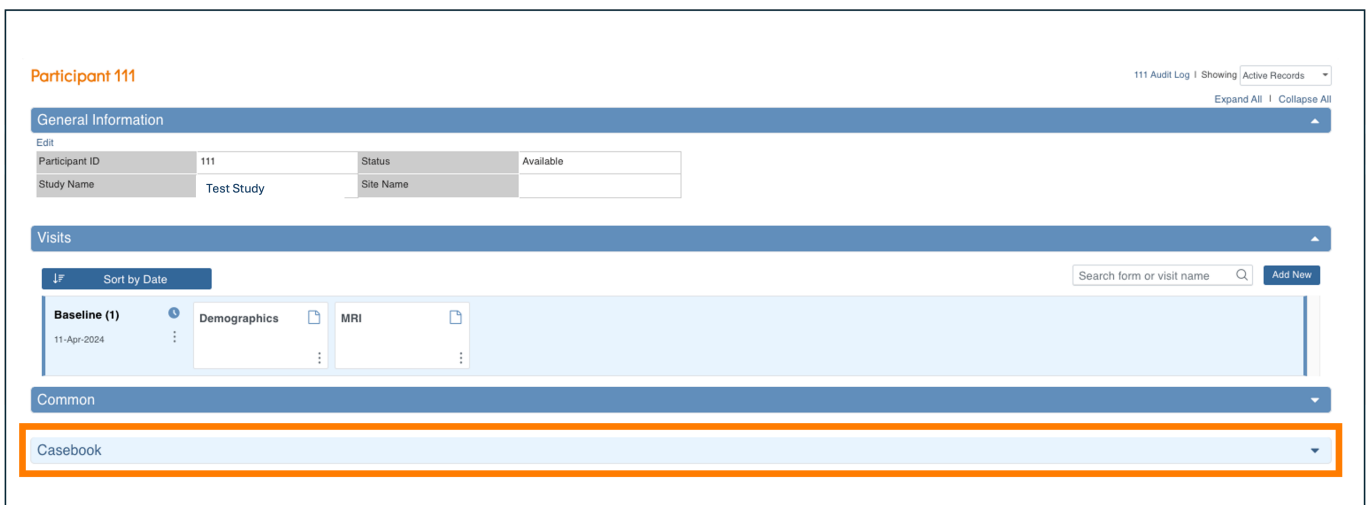 Participant 111
111 Audit Log | Showing Active Records
Expand All | Collapse All
General Information
Edit
Participant ID 111 Status Available
Study Name Test Study Site Name
Visits
Sort by Date Search form or visit name Add New
Baseline (1) Demographics MRI
11-Apr-2024
Common
Casebook